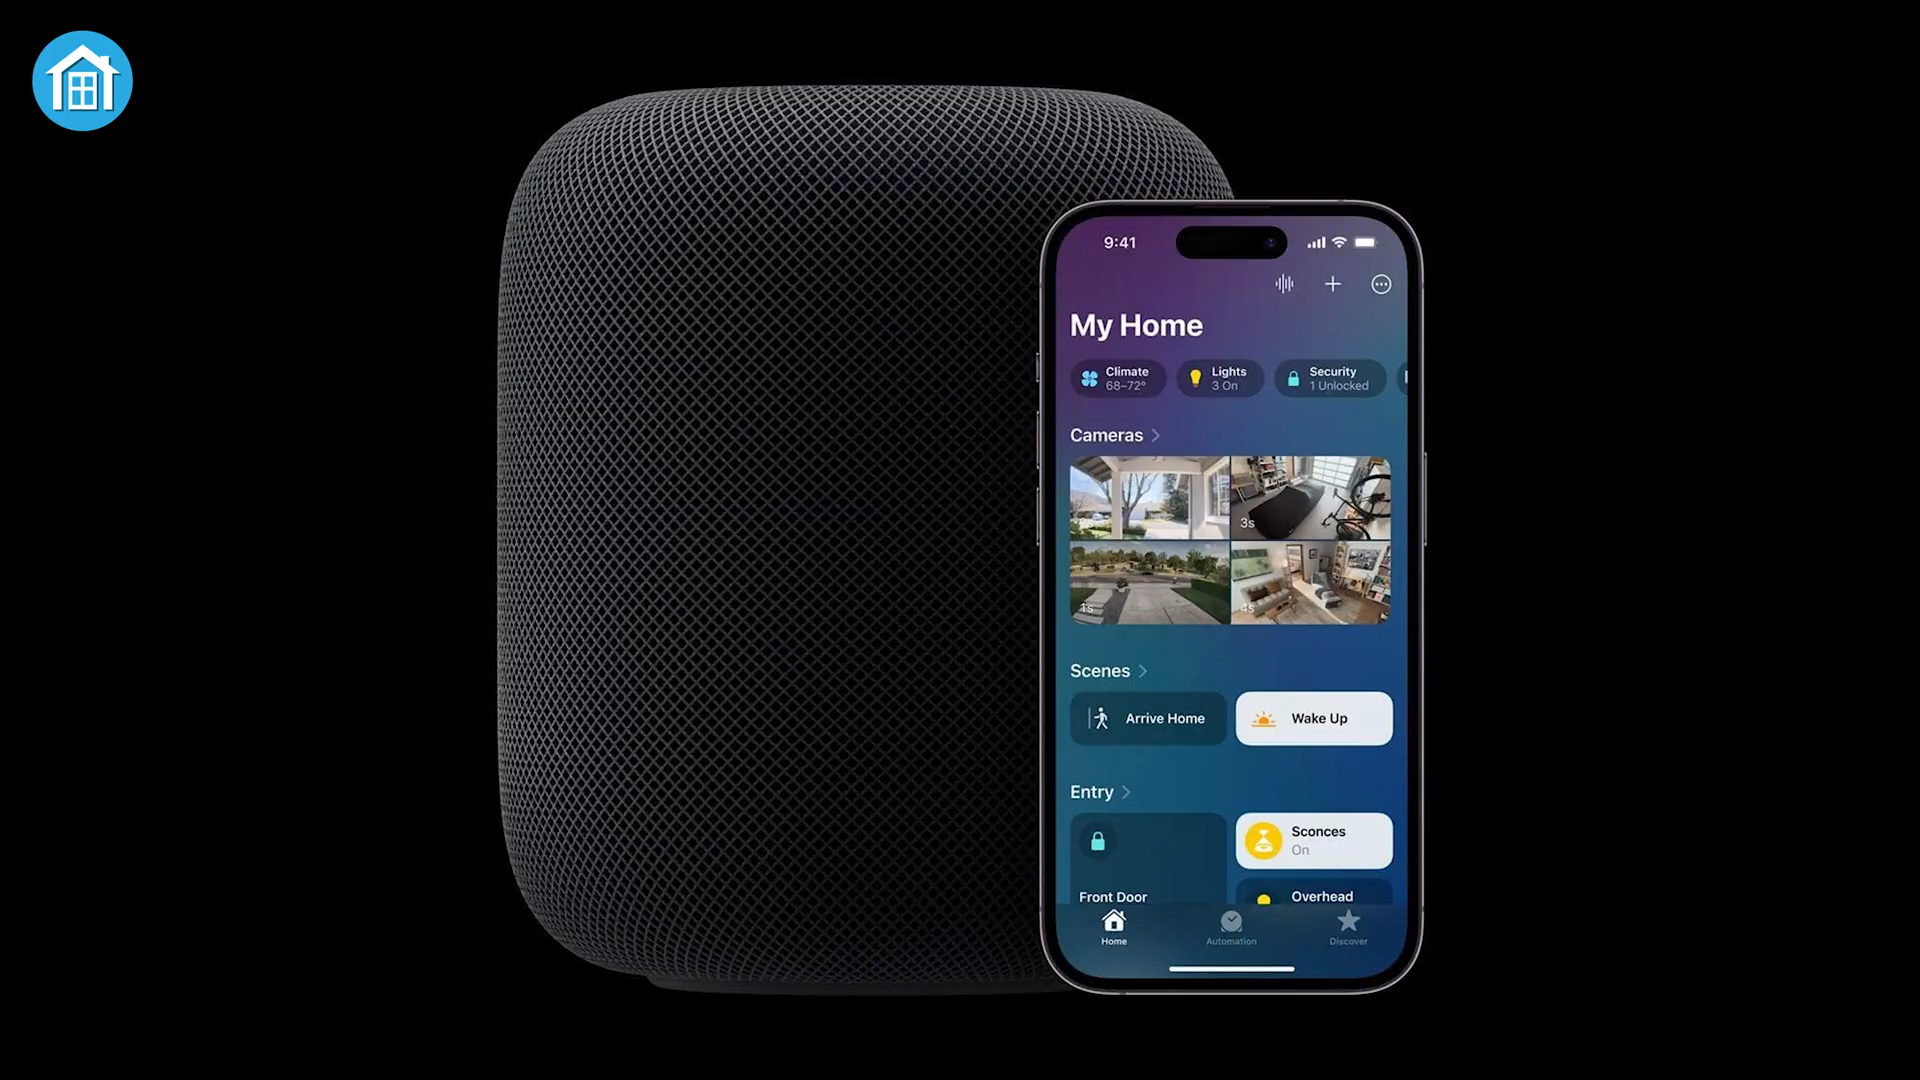 9:41
My Home
Climate
68–72°
Lights
3 On
Security
1 Unlocked
Cameras
3s
1s
4s
Scenes
Arrive Home
Wake Up
Entry
Sconces
On
Front Door
Overhead
Home
Automation
Discover